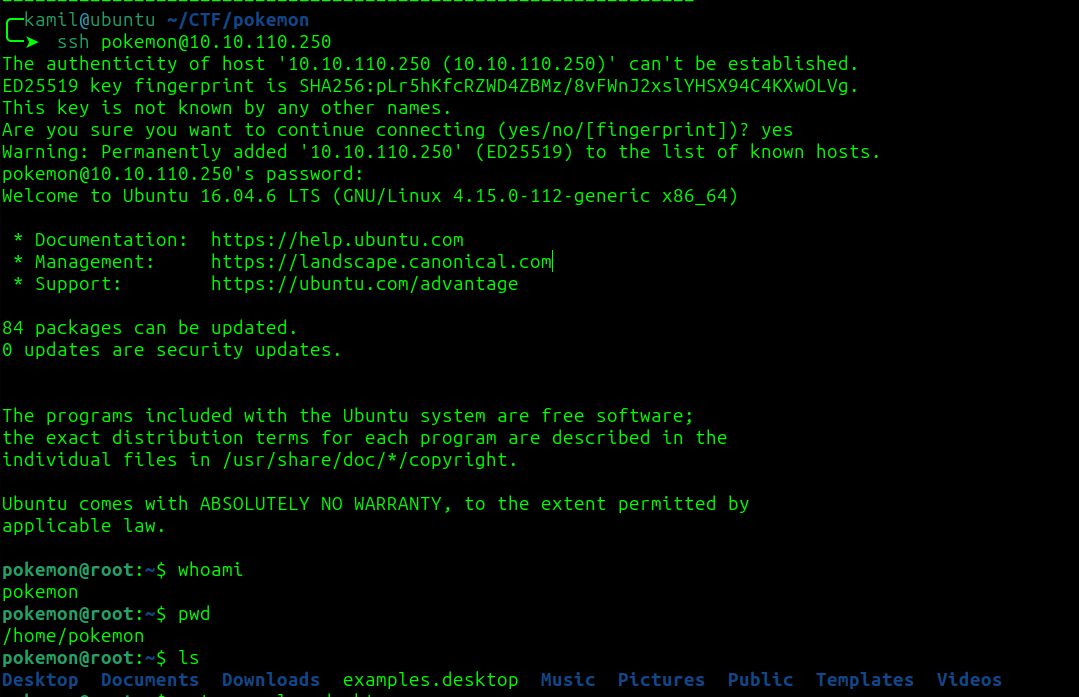 kamil@ubuntu ~/CTF/pokemon
ssh pokemon@10.10.110.250
The authenticity of host '10.10.110.250 (10.10.110.250)' can't be established.
ED25519 key fingerprint is SHA256:pLr5hKfcRZWD4ZBMz/8vFWnJ2xslYHSX94C4KXwOLVg.
This key is not known by any other names.
Are you sure you want to continue connecting (yes/no/[fingerprint])? yes
Warning: Permanently added '10.10.110.250' (ED25519) to the list of known hosts.
pokemon@10.10.110.250's password:
Welcome to Ubuntu 16.04.6 LTS (GNU/Linux 4.15.0-112-generic x86_64)
* Documentation:  https://help.ubuntu.com
* Management:     https://landscape.canonical.com
* Support:        https://ubuntu.com/advantage
84 packages can be updated.
0 updates are security updates.
The programs included with the Ubuntu system are free software;
the exact distribution terms for each program are described in the
individual files in /usr/share/doc/*/copyright.
Ubuntu comes with ABSOLUTELY NO WARRANTY, to the extent permitted by
applicable law.
pokemon@root:~$ whoami
pokemon
pokemon@root:~$ pwd
/home/pokemon
pokemon@root:~$ ls
Desktop  Documents  Downloads  examples.desktop  Music  Pictures  Public  Templates  Videos